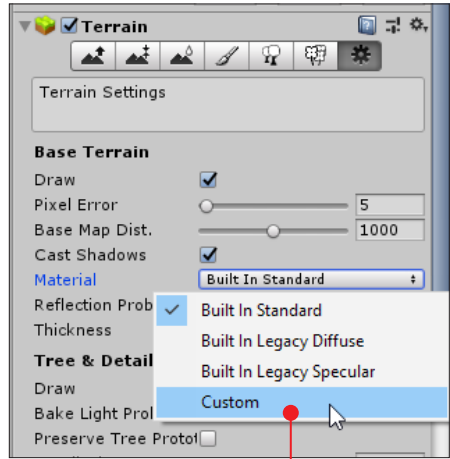 Terrain
Terrain Settings
Base Terrain
Draw
Pixel Error 5
Base Map Dist. 1000
Cast Shadows
Material Built In Standard
Reflection Prob
Built In Standard
Thickness
Built In Legacy Diffuse
Tree & Detail
Built In Legacy Specular
Draw
Custom
Bake Light Prol
Preserve Tree Protot